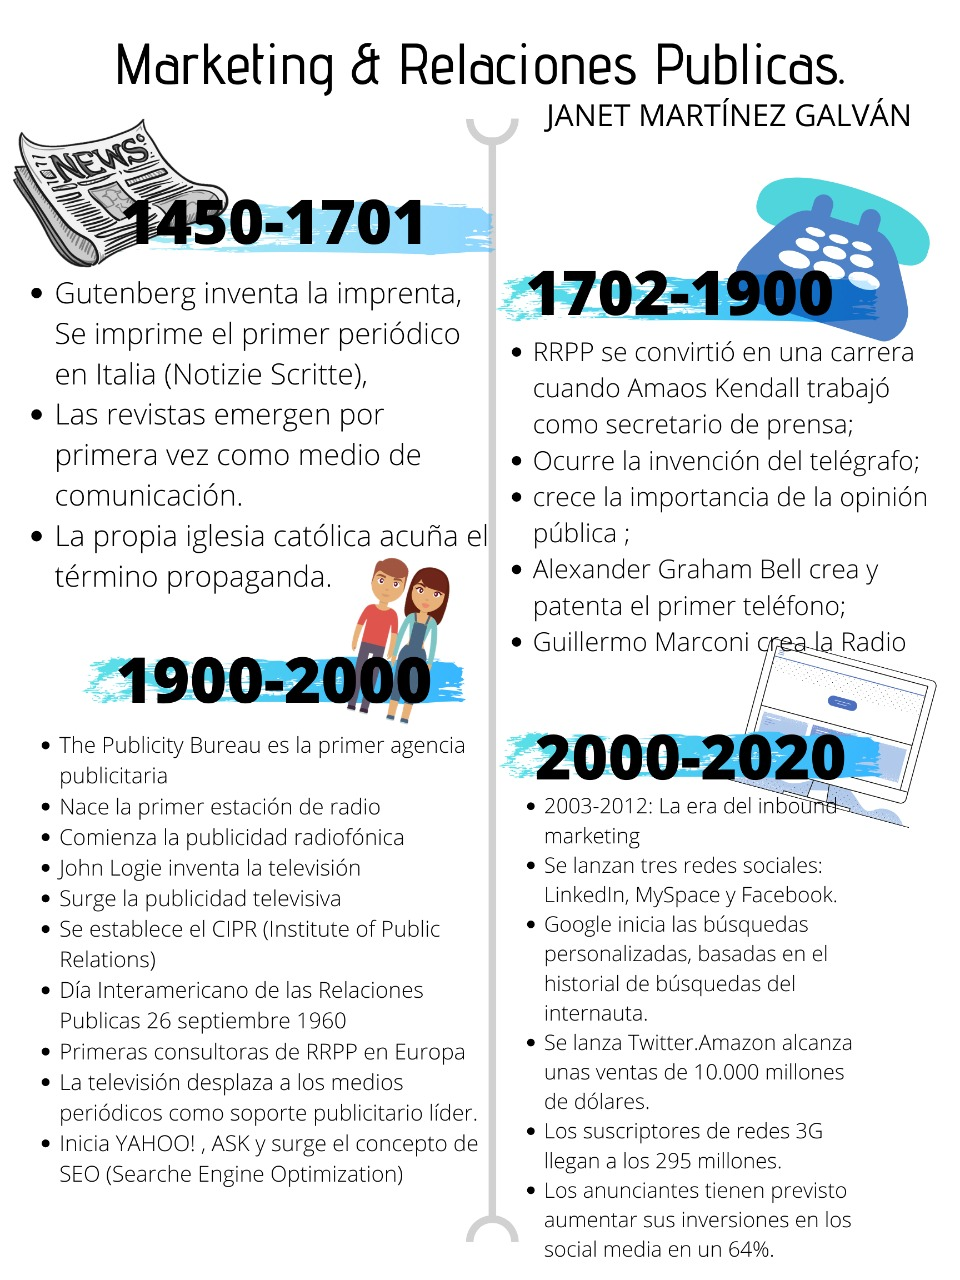 Marketing & Relaciones Publicas.
JANET MARTÍNEZ GALVÁN
NEWS
1450-1701
• Gutenberg inventa la imprenta,
Se imprime el primer periódico
en Italia (Notizie Scritte),
• Las revistas emergen por
primera vez como medio de
comunicación.
• La propia iglesia católica acuña el
término propaganda.
1702-1900
• RRPP se convirtió en una carrera
cuando Amaos Kendall trabajó
como secretario de prensa;
• Ocurre la invención del telégrafo;
• crece la importancia de la opinión
pública ;
• Alexander Graham Bell crea y
patenta el primer teléfono;
• Guillermo Marconi crea la Radio
1900-2000
• The Publicity Bureau es la primer agencia
publicitaria
• Nace la primer estación de radio
• Comienza la publicidad radiofónica
• John Logie inventa la televisión
• Surge la publicidad televisiva
• Se establece el CIPR (Institute of Public
Relations)
• Día Interamericano de las Relaciones
Publicas 26 septiembre 1960
• Primeras consultoras de RRPP en Europa
• La televisión desplaza a los medios
periódicos como soporte publicitario líder.
• Inicia YAHOO! , ASK y surge el concepto de
SEO (Searche Engine Optimization)
2000-2020
• 2003-2012: La era del inbound
marketing
• Se lanzan tres redes sociales:
LinkedIn, MySpace y Facebook.
• Google inicia las búsquedas
personalizadas, basadas en el
historial de búsquedas del
internauta.
• Se lanza Twitter.Amazon alcanza
unas ventas de 10.000 millones
de dólares.
• Los suscriptores de redes 3G
llegan a los 295 millones.
• Los anunciantes tienen previsto
aumentar sus inversiones en los
social media en un 64%.